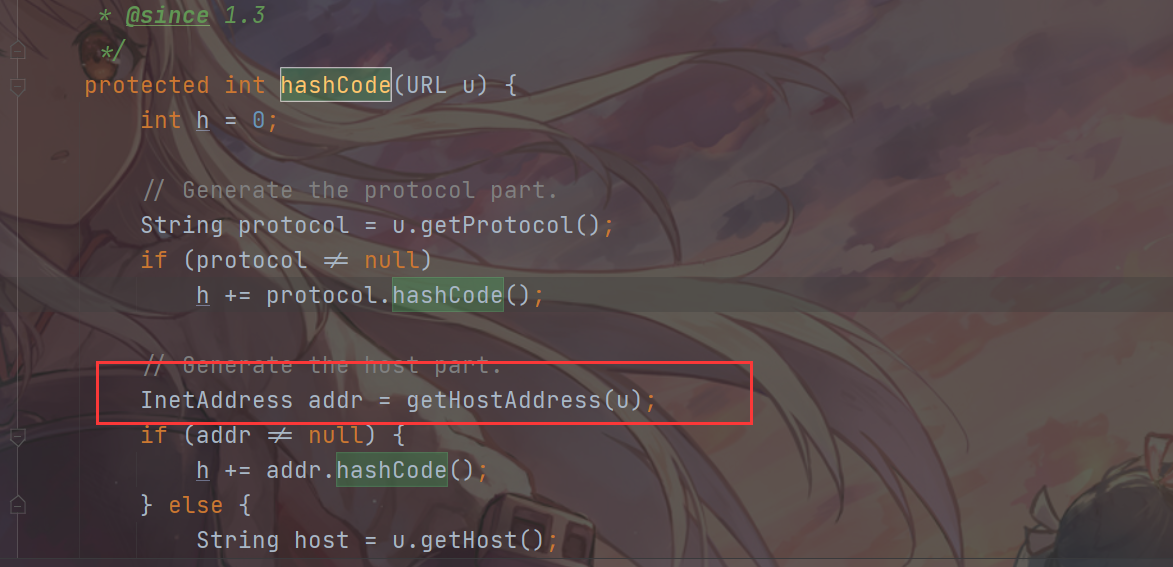 * @since 1.3
*/
protected int hashCode(URL u) {
int h = 0;
// Generate the protocol part.
String protocol = u.getProtocol();
if (protocol != null)
h += protocol.hashCode();
// Generate the host part.
InetAddress addr = getHostAddress(u);
if (addr != null) {
h += addr.hashCode();
} else {
String host = u.getHost();